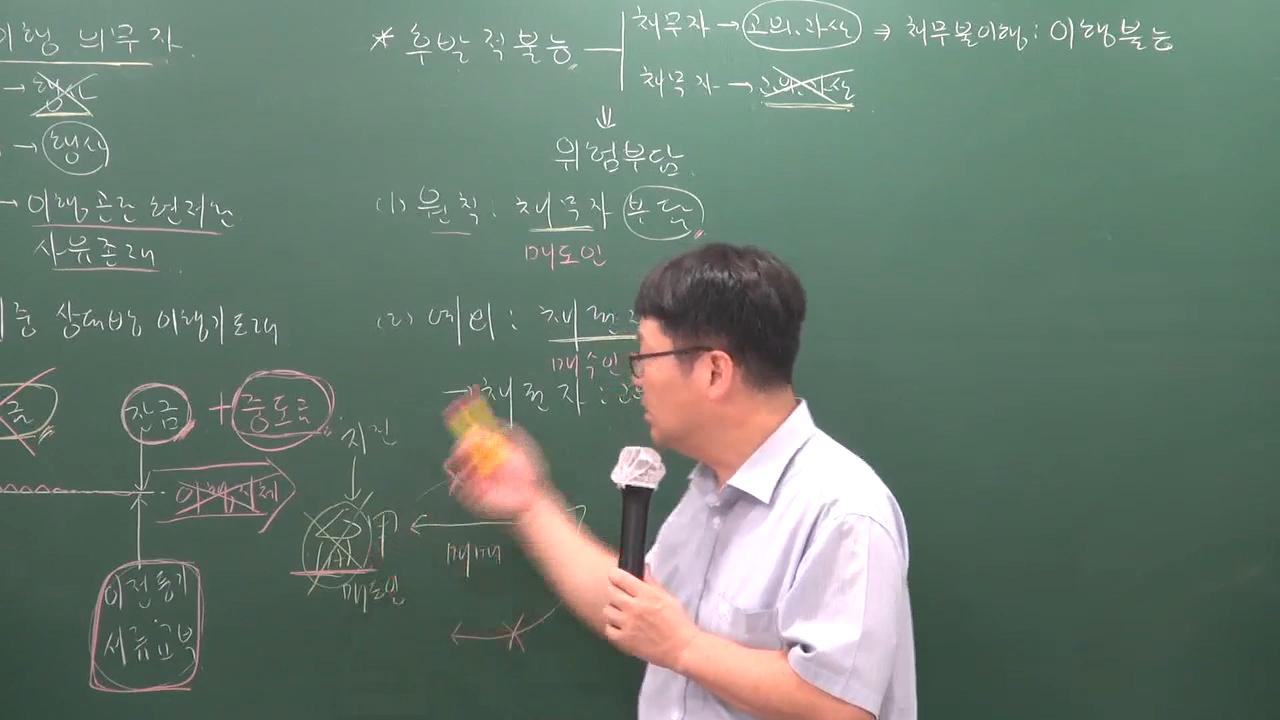 이행 의무자
→ 행사
→ 행사
→ 이행곤란 현저한
사유존재
중 상대방 이행기도래
잔금 + 중도금
이행지체
이전등기
서류교부
* 후발적불능
채무자 → 고의.과실 ⇒ 채무불이행 : 이행불능
채무자 → 고의.과실
⇓
위험부담
(1) 원칙 : 채무자 부담
매도인
(2) 예외 : 채권
매수인
→ 채권자 :
지진
甲
매매
매도인